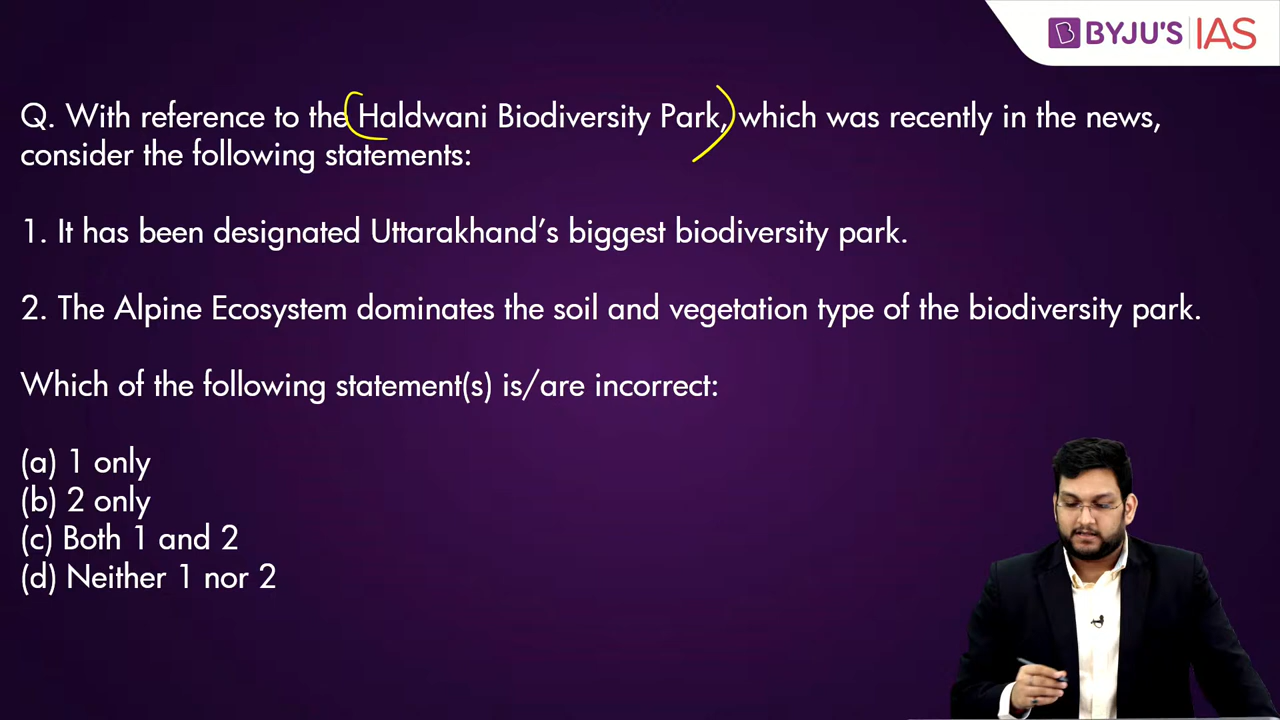 BYJU'S IAS
Q. With reference to the Haldwani Biodiversity Park, which was recently in the news,
consider the following statements:
1. It has been designated Uttarakhand’s biggest biodiversity park.
2. The Alpine Ecosystem dominates the soil and vegetation type of the biodiversity park.
Which of the following statement(s) is/are incorrect:
(a) 1 only
(b) 2 only
(c) Both 1 and 2
(d) Neither 1 nor 2